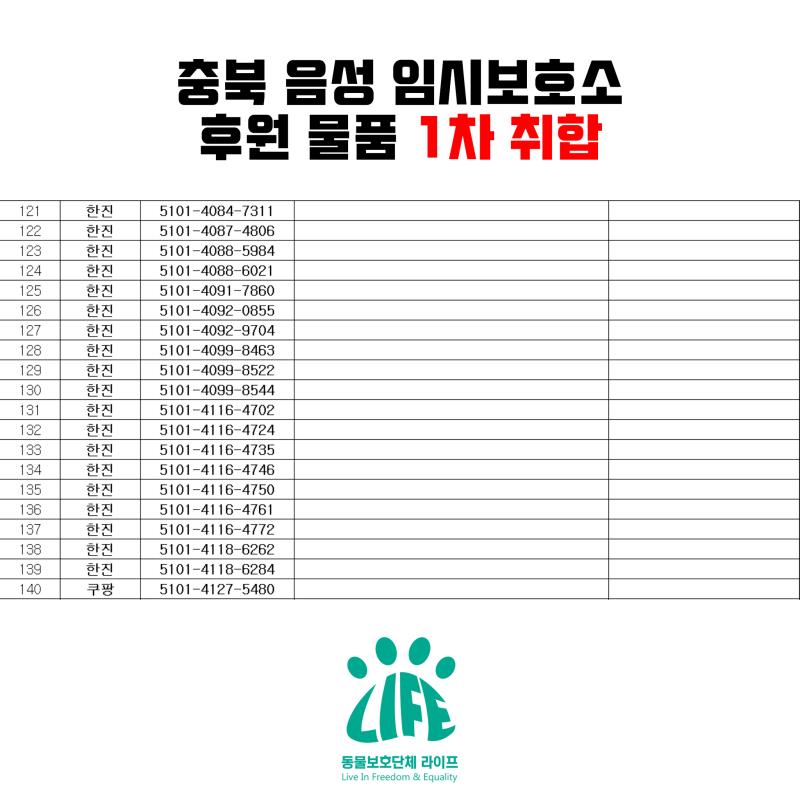 충북 음성 임시보호소
후원 물품 1차 취합
121 한진 5101-4084-7311
122 한진 5101-4087-4806
123 한진 5101-4088-5984
124 한진 5101-4088-6021
125 한진 5101-4091-7860
126 한진 5101-4092-0855
127 한진 5101-4092-9704
128 한진 5101-4099-8463
129 한진 5101-4099-8522
130 한진 5101-4099-8544
131 한진 5101-4116-4702
132 한진 5101-4116-4724
133 한진 5101-4116-4735
134 한진 5101-4116-4746
135 한진 5101-4116-4750
136 한진 5101-4116-4761
137 한진 5101-4116-4772
138 한진 5101-4118-6262
139 한진 5101-4118-6284
140 쿠팡 5101-4127-5480
LIFE
동물보호단체 라이프
Live In Freedom & Equality